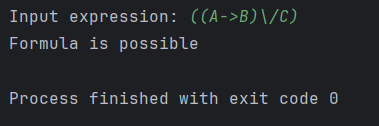 Input expression: ((A->B)\/C)
Formula is possible
Process finished with exit code 0